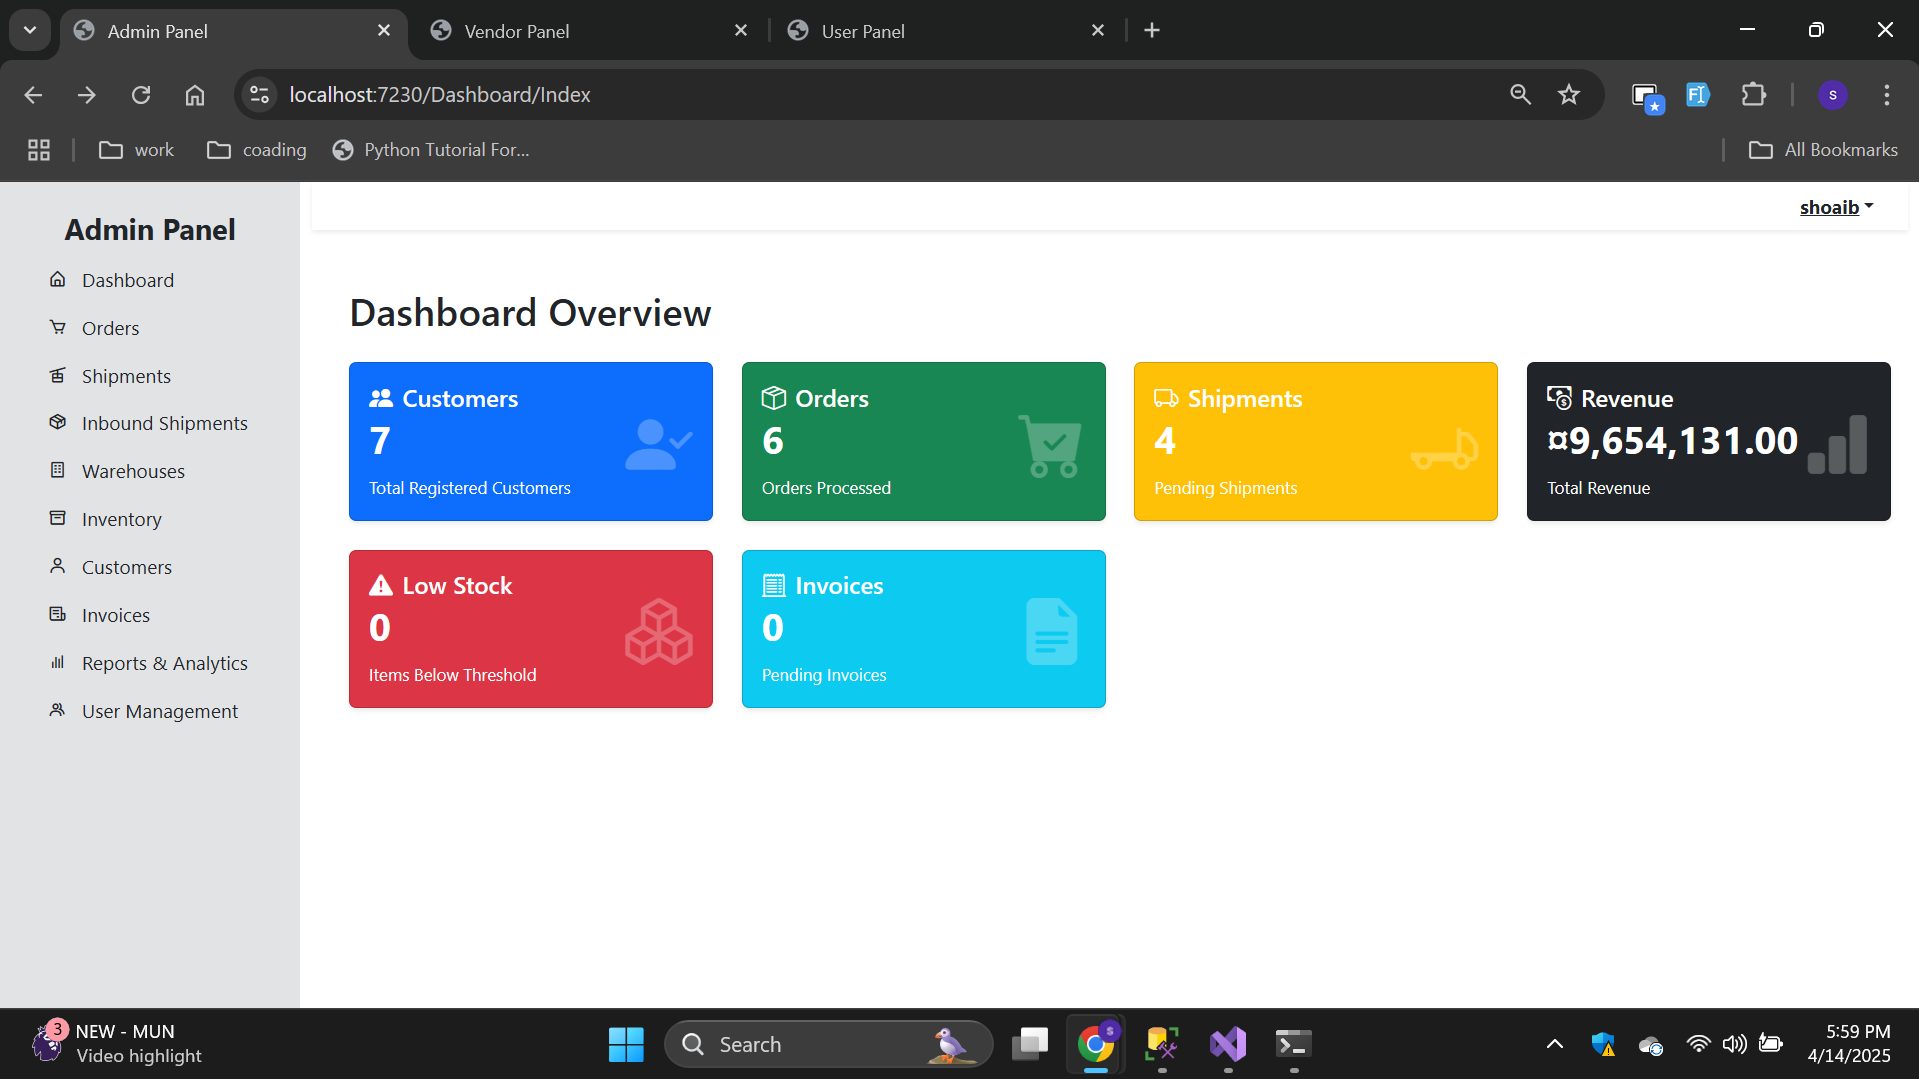 Admin Panel
Vendor Panel
User Panel
localhost:7230/Dashboard/Index
S
work
coading
Python Tutorial For...
All Bookmarks
Admin Panel
shoaib
Dashboard
Orders
Shipments
Inbound Shipments
Warehouses
Inventory
Customers
Invoices
Reports & Analytics
User Management
Dashboard Overview
Customers
7
Total Registered Customers
Orders
6
Orders Processed
Shipments
4
Pending Shipments
Revenue
¤9,654,131.00
Total Revenue
Low Stock
0
Items Below Threshold
Invoices
0
Pending Invoices
3
NEW - MUN
Video highlight
Search
S
5:59 PM
4/14/2025